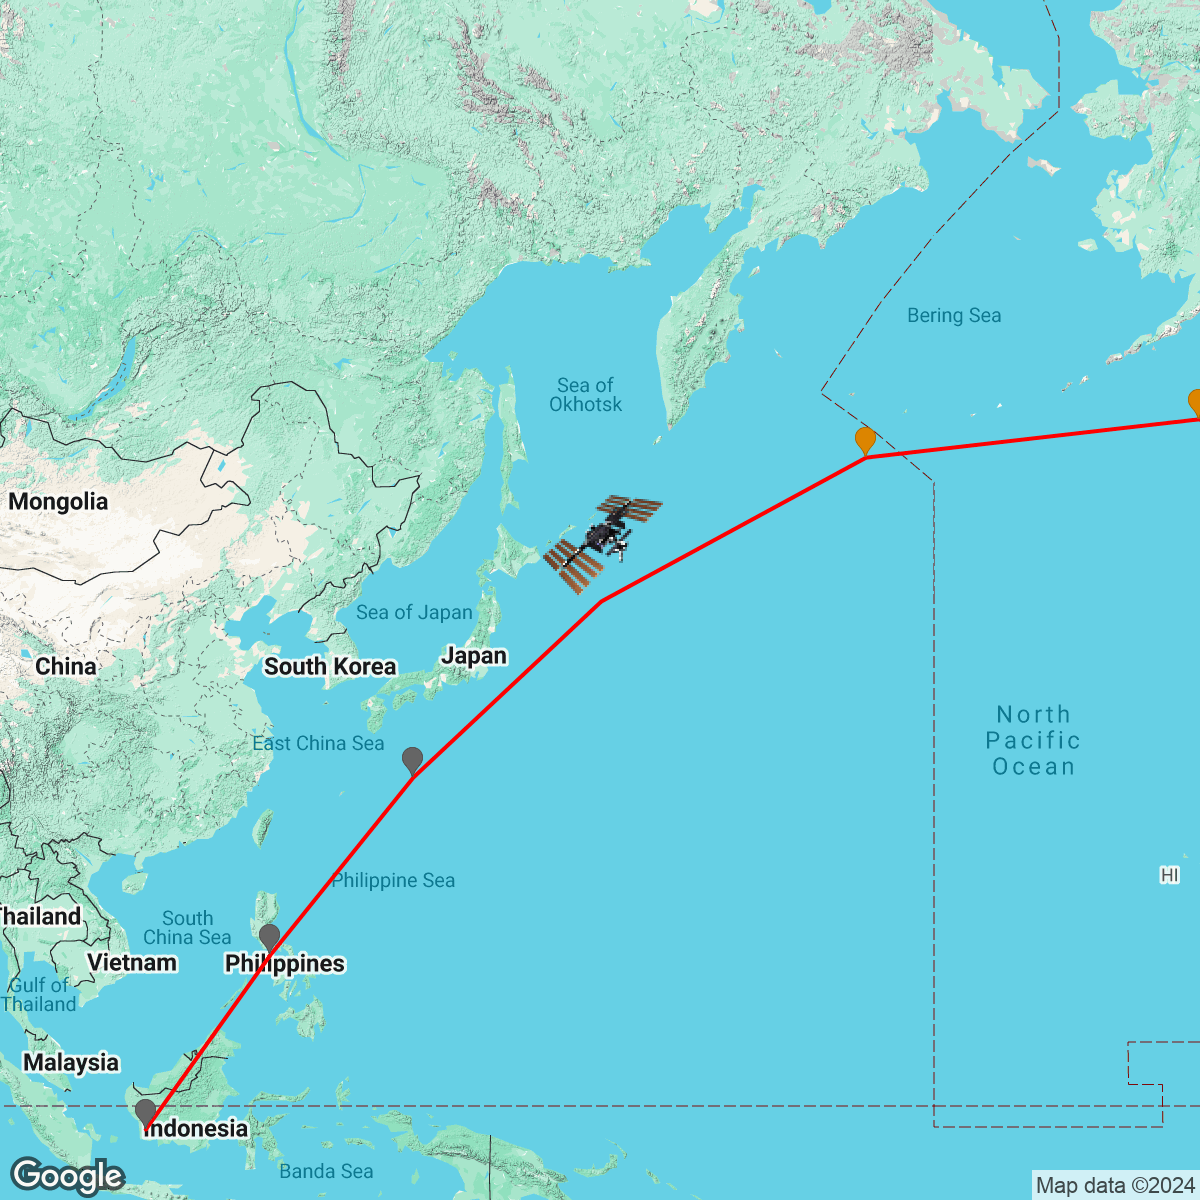 Bering Sea
Sea of
Okhotsk
Mongolia
Sea of Japan
Japan
China
South Korea
North
Pacific
Ocean
East China Sea
HI
Philippine Sea
Thailand
South
China Sea
Vietnam
Philippines
Gulf of
Thailand
Malaysia
Indonesia
Banda Sea
Google
Map data ©2024